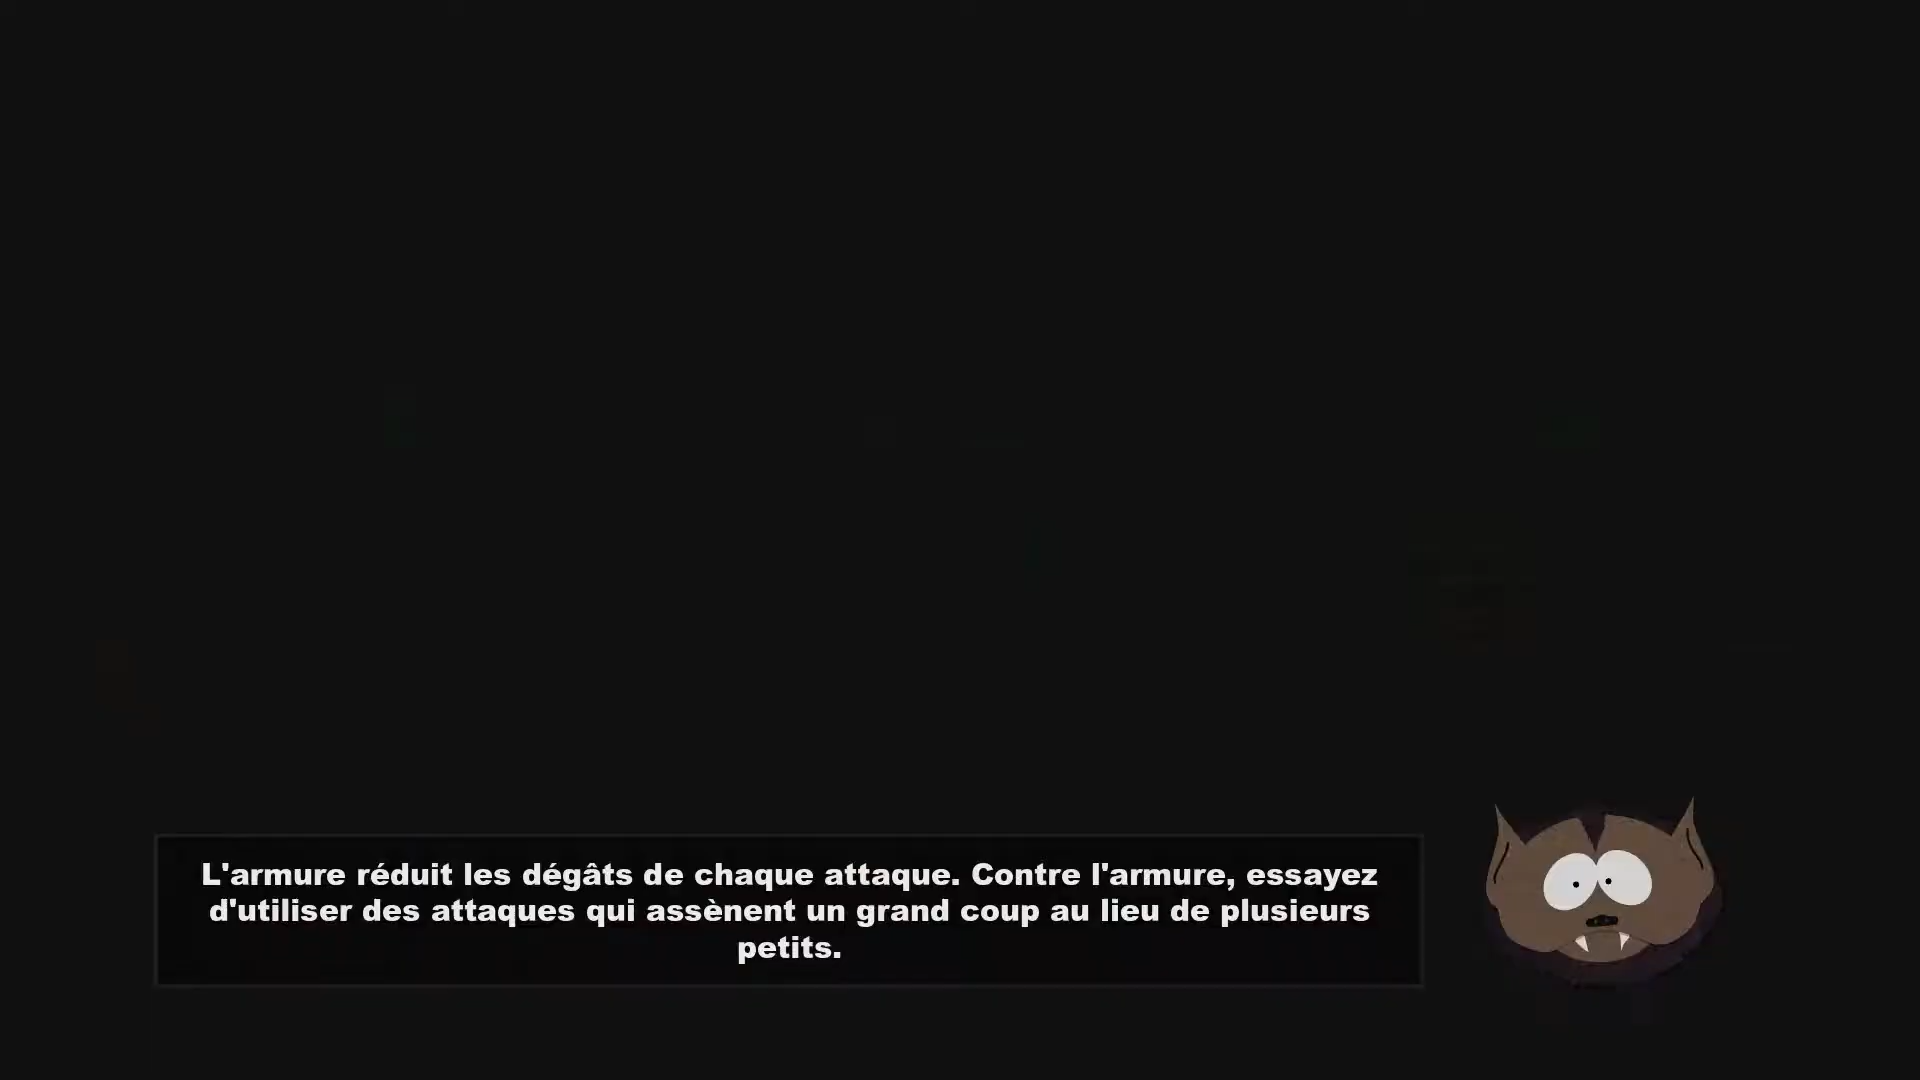 L'armure réduit les dégâts de chaque attaque. Contre l'armure, essayez
d'utiliser des attaques qui assènent un grand coup au lieu de plusieurs
petits.